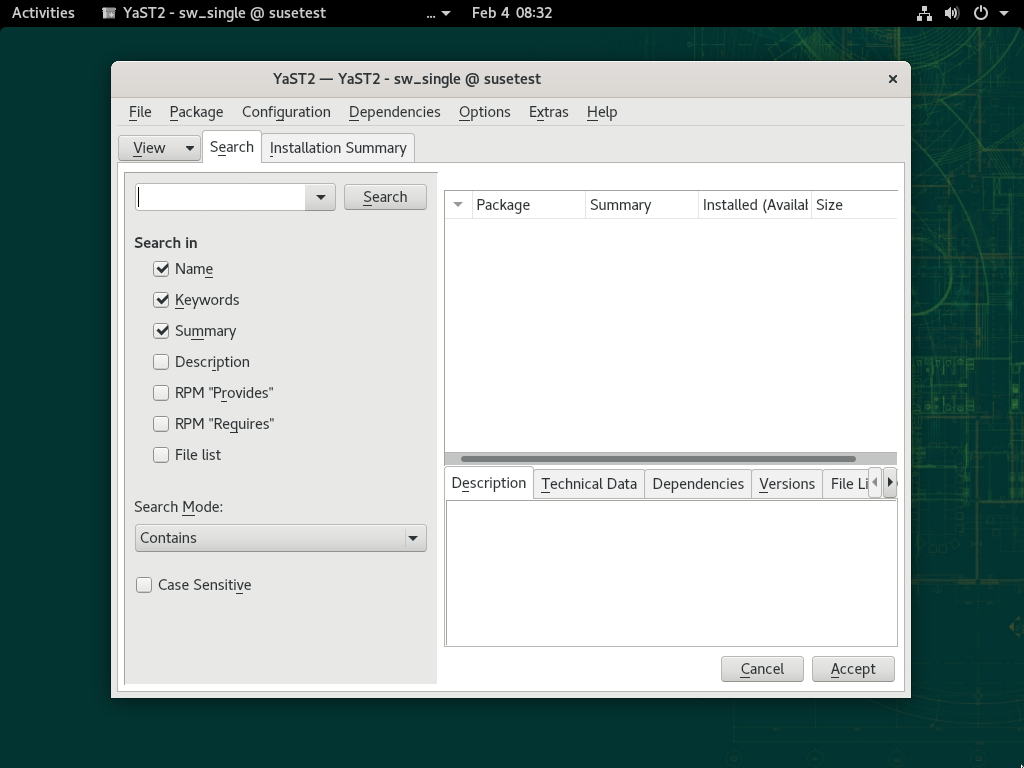 Activities YaST2 - sw_single @ susetest ... Feb 4 08:32
YaST2 — YaST2 - sw_single @ susetest
File Package Configuration Dependencies Options Extras Help
View Search Installation Summary
Search
Package Summary Installed (Availab Size
Search in
Name
Keywords
Summary
Description
RPM "Provides"
RPM "Requires"
File list
Search Mode:
Contains
Case Sensitive
Description Technical Data Dependencies Versions File Li
Cancel Accept